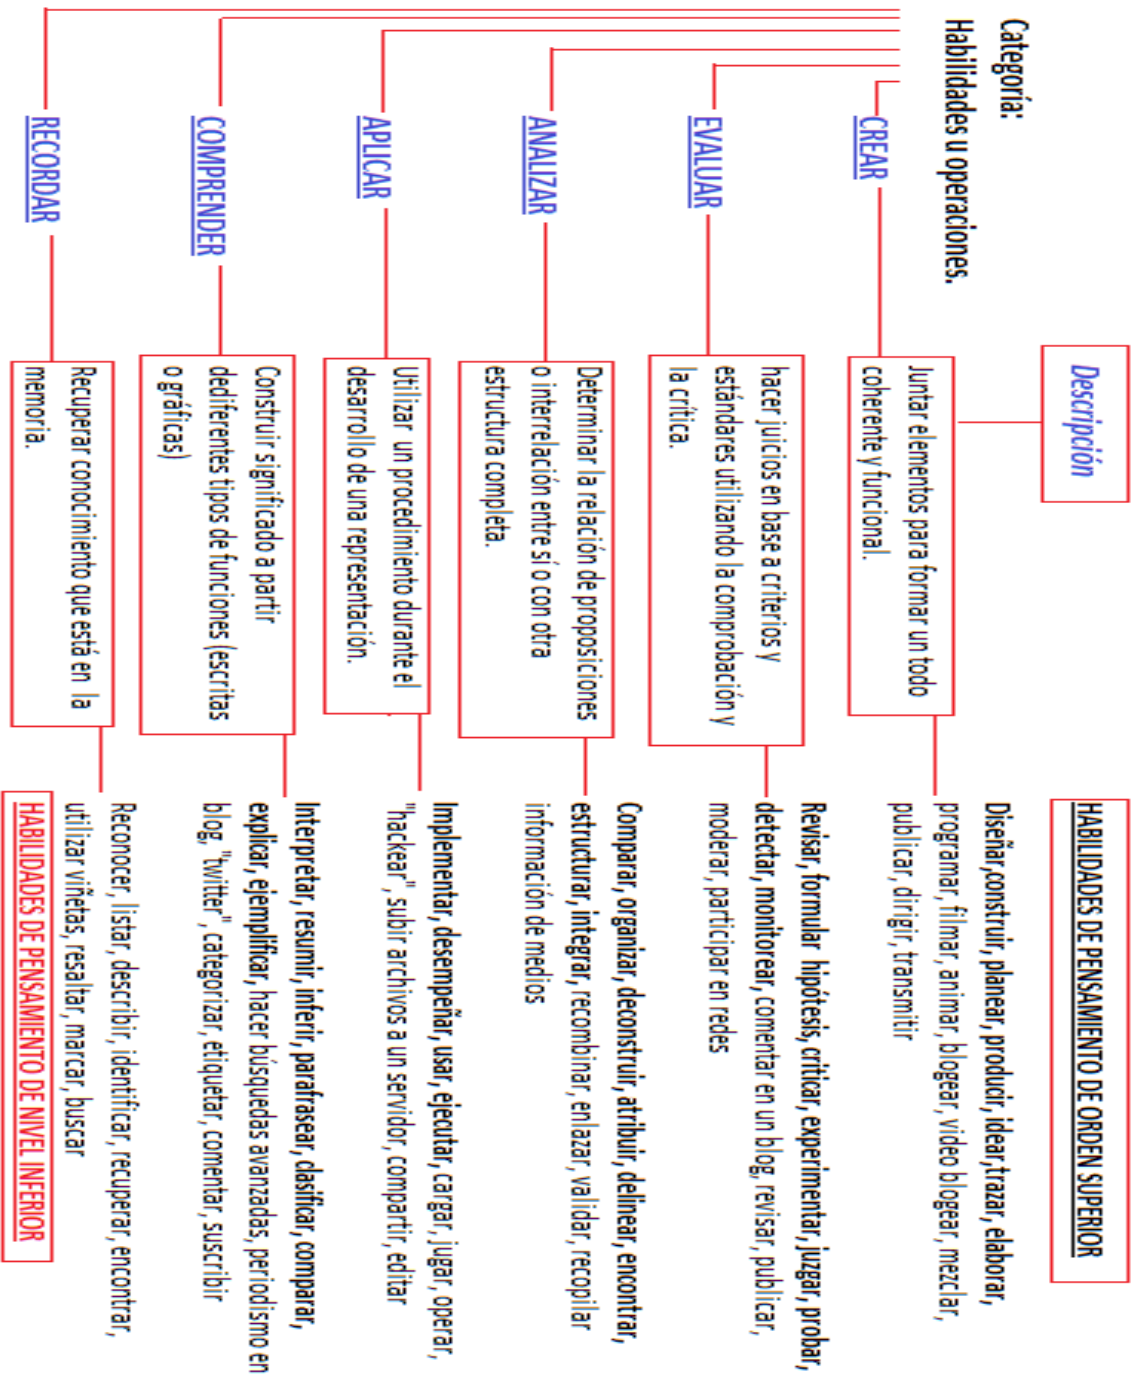 Descripción
HABILIDADES DE PENSAMIENTO DE ORDEN SUPERIOR
Categoría:
Habilidades u operaciones.
CREAR
Juntar elementos para formar un todo
coherente y funcional.
Diseñar,construir, planear, producir, idear,trazar, elaborar,
programar, filmar, animar, blogear, video blogear, mezclar,
publicar, dirigir, transmitir
EVALUAR
hacer juicios en base a criterios y
estándares utilizando la comprobación y
la crítica.
Revisar, formular hipótesis, criticar, experimentar, juzgar, probar,
detectar, monitorear, comentar en un blog, revisar, publicar,
moderar, participar en redes
ANALIZAR
Determinar la relación de proposiciones
o interrelación entre sí o con otra
estructura completa.
Comparar, organizar, deconstruir, atribuir, delinear, encontrar,
estructurar, integrar, recombinar, enlazar, validar, recopilar
información de medios
APLICAR
Utilizar un procedimiento durante el
desarrollo de una representación.
Implementar, desempeñar, usar, ejecutar, cargar, jugar, operar,
"hackear", subir archivos a un servidor, compartir, editar
COMPRENDER
Construir significado a partir
dediferentes tipos de funciones (escritas
o gráficas)
Interpretar, resumir, inferir, parafrasear, clasificar, comparar,
explicar, ejemplificar, hacer búsquedas avanzadas, periodismo en
blog, "twitter", categorizar, etiquetar, comentar, suscribir
RECORDAR
Recuperar conocimiento que está en la
memoria.
Reconocer, listar, describir, identificar, recuperar, encontrar,
utilizar viñetas, resaltar, marcar, buscar
HABILIDADES DE PENSAMIENTO DE NIVEL INFERIOR